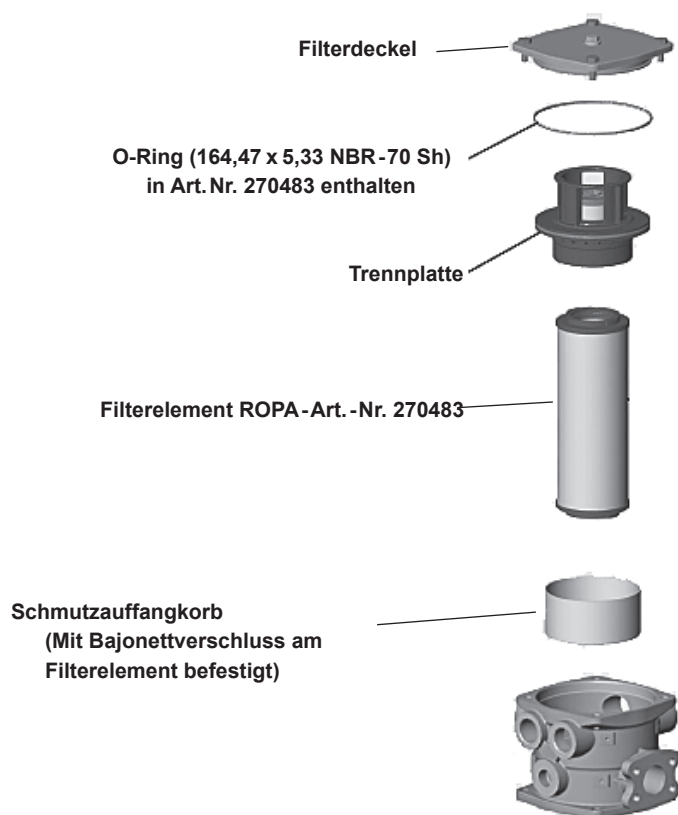 Filterdeckel
O-Ring (164,47 x 5,33 NBR-70 Sh)
in Art.Nr. 270483 enthalten
Trennplatte
Filterelement ROPA-Art.-Nr. 270483
Schmutzauffangkorb
(Mit Bajonettverschluss am
Filterelement befestigt)